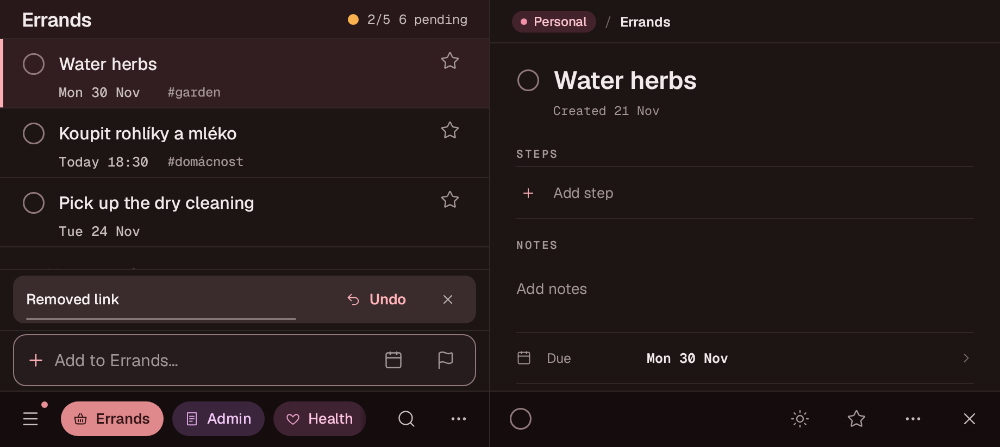 Errands
2/5 6 pending
Water herbs
Mon 30 Nov #garden
Koupit rohlíky a mléko
Today 18:30 #domácnost
Pick up the dry cleaning
Tue 24 Nov
Removed link
Undo
Add to Errands…
Errands
Admin
Health
Personal / Errands
Water herbs
Created 21 Nov
STEPS
Add step
NOTES
Add notes
Due Mon 30 Nov